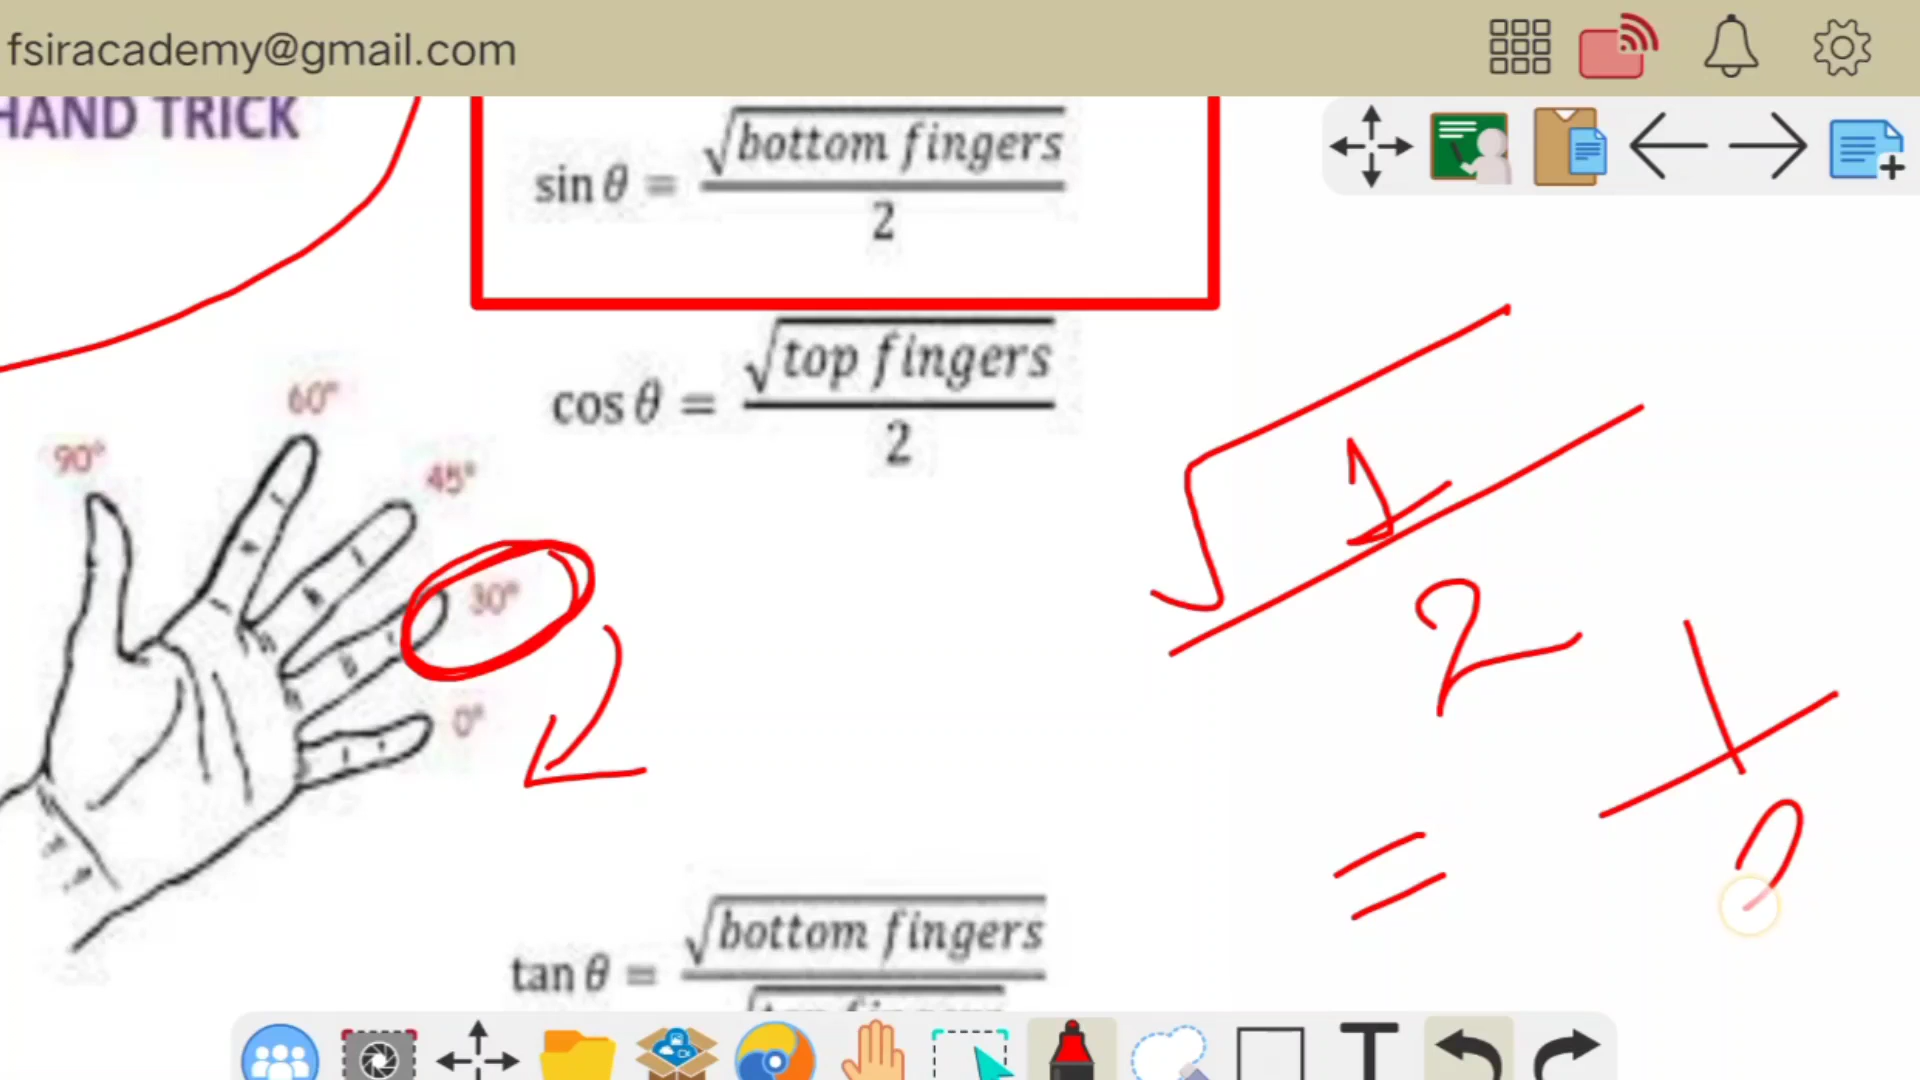 fsiracademy@gmail.com
HAND TRICK
sin θ = √bottom fingers / 2
cos θ = √top fingers / 2
√1 / 2
= 1
90°
60°
45°
30°
0°
tan θ = √bottom fingers
T